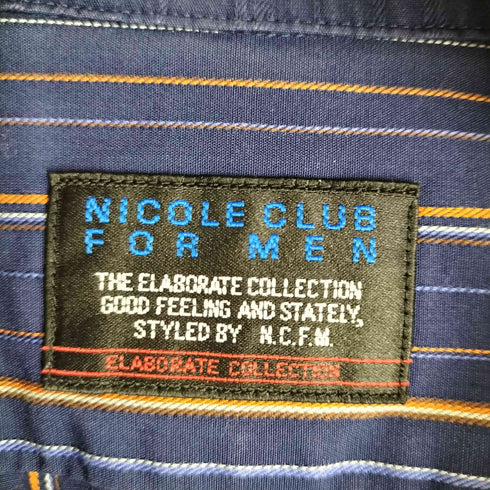 NICOLE CLUB
FOR MEN
THE ELABORATE COLLECTION
GOOD FEELING AND STATELY,
STYLED BY N.C.F.M.
ELABORATE COLLECTION